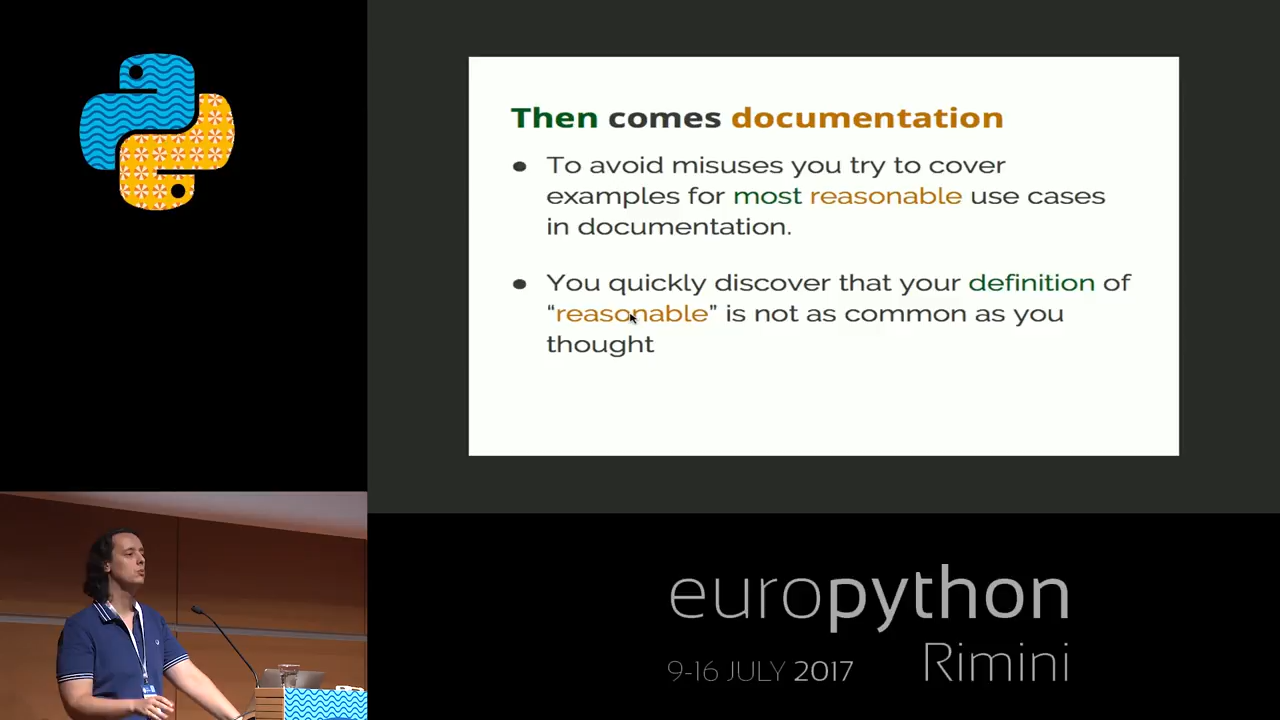 Then comes documentation
● To avoid misuses you try to cover
examples for most reasonable use cases
in documentation.
● You quickly discover that your definition of
“reasonable” is not as common as you
thought
europython
Rimini
9-16 JULY 2017